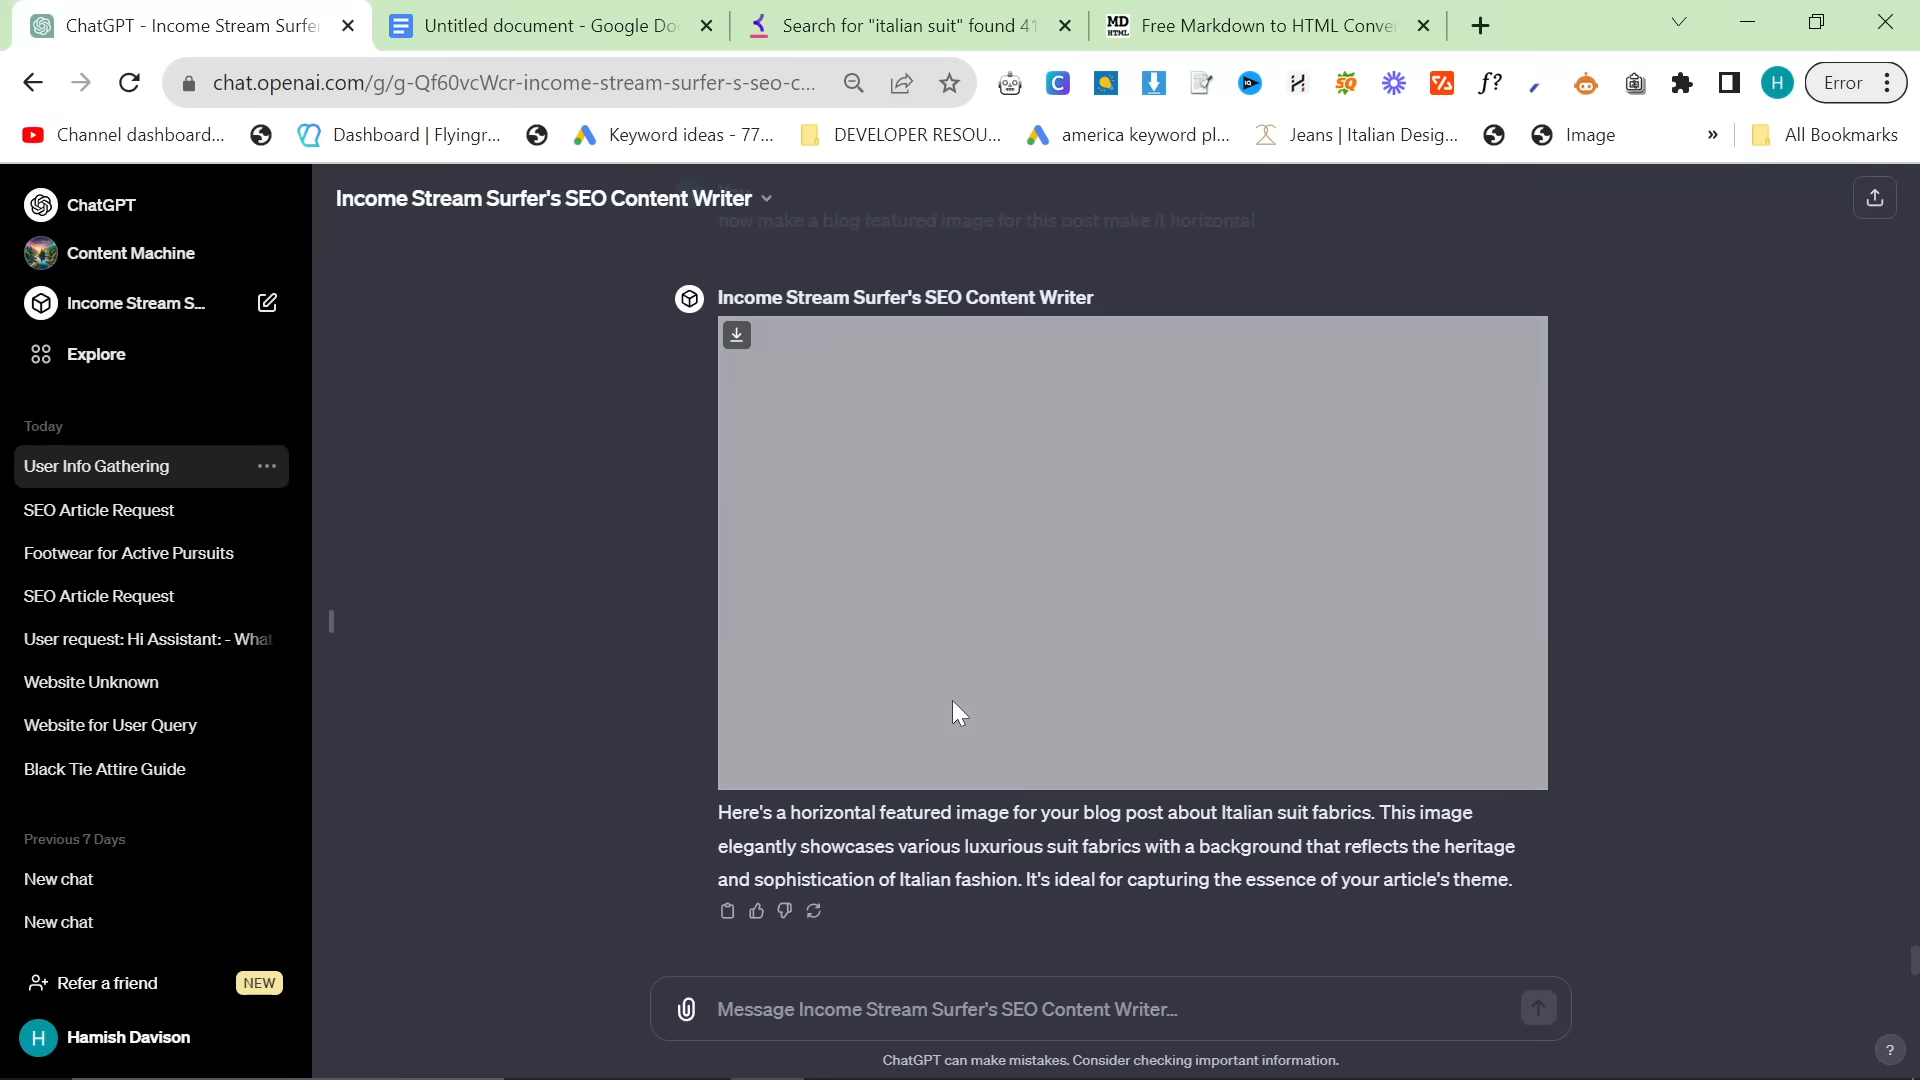 ChatGPT - Income Stream Surfer
Untitled document - Google Do
Search for "italian suit" found 41
MD
HTML
Free Markdown to HTML Conver
chat.openai.com/g/g-Qf60vcWcr-income-stream-surfer-s-seo-c...
H
Error
Channel dashboard...
Dashboard | Flyingr...
Keyword ideas - 77...
DEVELOPER RESOU...
america keyword pl...
Jeans | Italian Desig...
Image
»
All Bookmarks
ChatGPT
Content Machine
Income Stream S...
Explore
Today
User Info Gathering
SEO Article Request
Footwear for Active Pursuits
SEO Article Request
User request: Hi Assistant: - What
Website Unknown
Website for User Query
Black Tie Attire Guide
Previous 7 Days
New chat
New chat
Refer a friend
NEW
H
Hamish Davison
Income Stream Surfer's SEO Content Writer
You
now make a blog featured image for this post make it horizontal
Income Stream Surfer's SEO Content Writer
Here's a horizontal featured image for your blog post about Italian suit fabrics. This image
elegantly showcases various luxurious suit fabrics with a background that reflects the heritage
and sophistication of Italian fashion. It's ideal for capturing the essence of your article's theme.
Message Income Stream Surfer's SEO Content Writer...
ChatGPT can make mistakes. Consider checking important information.
?